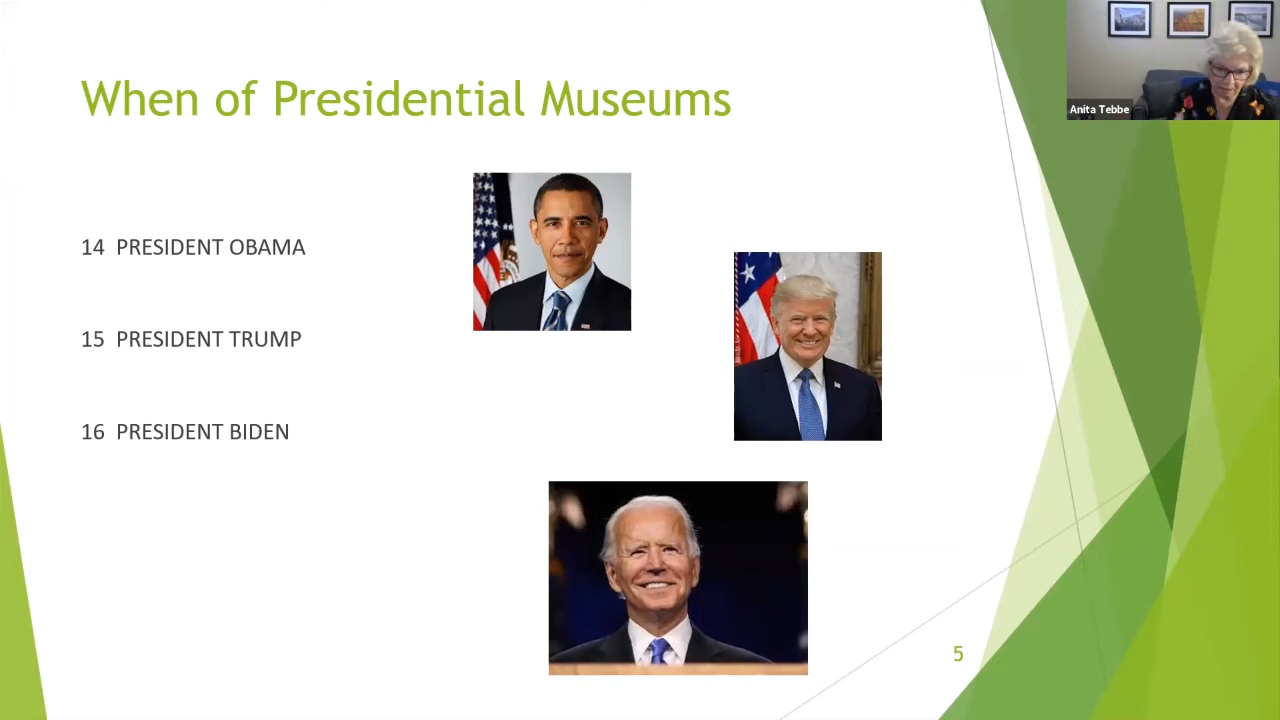 When of Presidential Museums
14 PRESIDENT OBAMA
15 PRESIDENT TRUMP
16 PRESIDENT BIDEN
5
Anita Tebbe